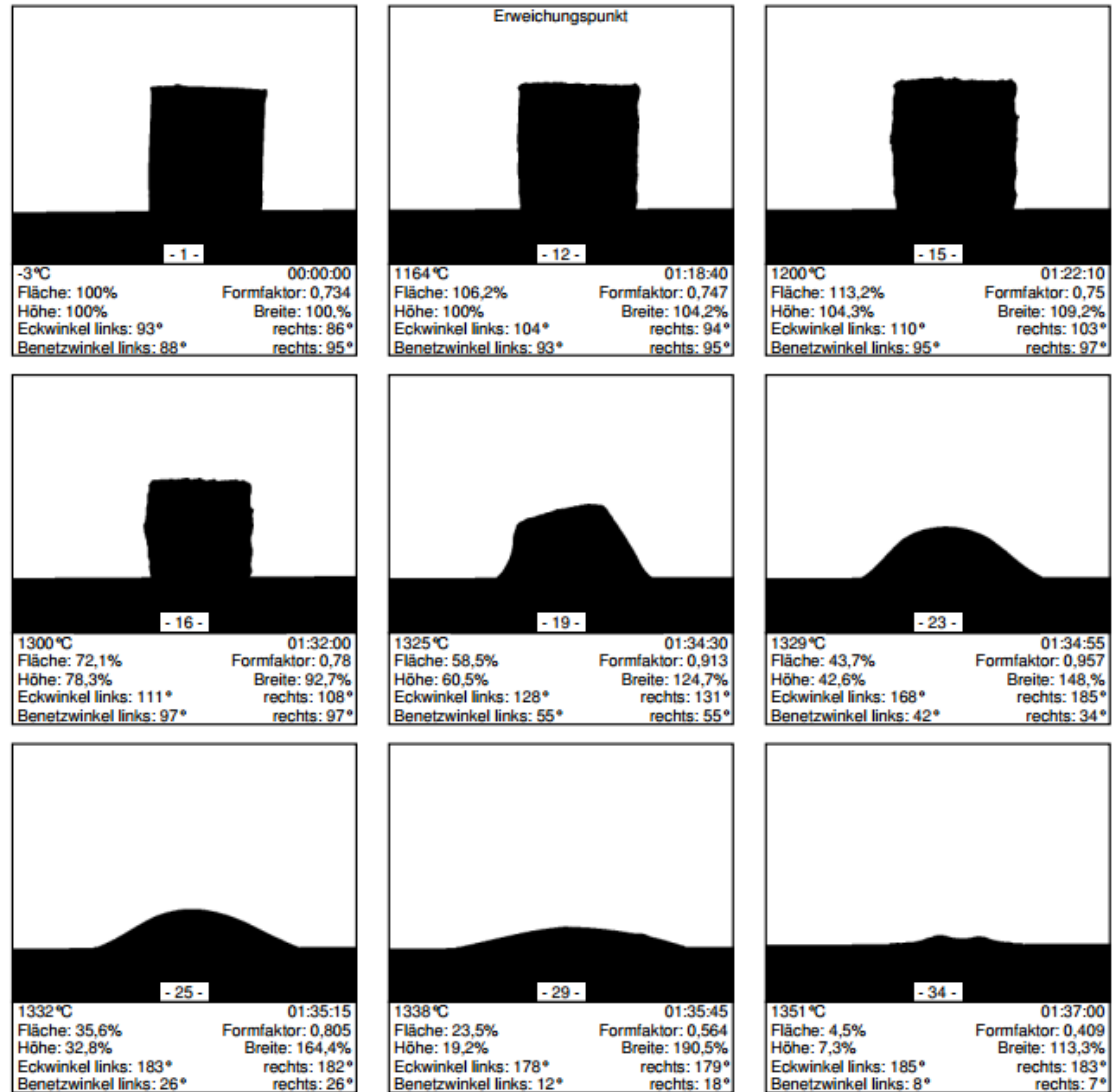 - 1 -
-3°C 00:00:00
Fläche: 100% Formfaktor: 0,734
Höhe: 100% Breite: 100,%
Eckwinkel links: 93° rechts: 86°
Benetzwinkel links: 88° rechts: 95°
Erweichungspunkt
- 12 -
1164°C 01:18:40
Fläche: 106,2% Formfaktor: 0,747
Höhe: 100% Breite: 104,2%
Eckwinkel links: 104° rechts: 94°
Benetzwinkel links: 93° rechts: 95°
- 15 -
1200°C 01:22:10
Fläche: 113,2% Formfaktor: 0,75
Höhe: 104,3% Breite: 109,2%
Eckwinkel links: 110° rechts: 103°
Benetzwinkel links: 95° rechts: 97°
- 16 -
1300°C 01:32:00
Fläche: 72,1% Formfaktor: 0,78
Höhe: 78,3% Breite: 92,7%
Eckwinkel links: 111° rechts: 108°
Benetzwinkel links: 97° rechts: 97°
- 19 -
1325°C 01:34:30
Fläche: 58,5% Formfaktor: 0,913
Höhe: 60,5% Breite: 124,7%
Eckwinkel links: 128° rechts: 131°
Benetzwinkel links: 55° rechts: 55°
- 23 -
1329°C 01:34:55
Fläche: 43,7% Formfaktor: 0,957
Höhe: 42,6% Breite: 148,%
Eckwinkel links: 168° rechts: 185°
Benetzwinkel links: 42° rechts: 34°
- 25 -
1332°C 01:35:15
Fläche: 35,6% Formfaktor: 0,805
Höhe: 32,8% Breite: 164,4%
Eckwinkel links: 183° rechts: 182°
Benetzwinkel links: 26° rechts: 26°
- 29 -
1338°C 01:35:45
Fläche: 23,5% Formfaktor: 0,564
Höhe: 19,2% Breite: 190,5%
Eckwinkel links: 178° rechts: 179°
Benetzwinkel links: 12° rechts: 18°
- 34 -
1351°C 01:37:00
Fläche: 4,5% Formfaktor: 0,409
Höhe: 7,3% Breite: 113,3%
Eckwinkel links: 185° rechts: 183°
Benetzwinkel links: 8° rechts: 7°